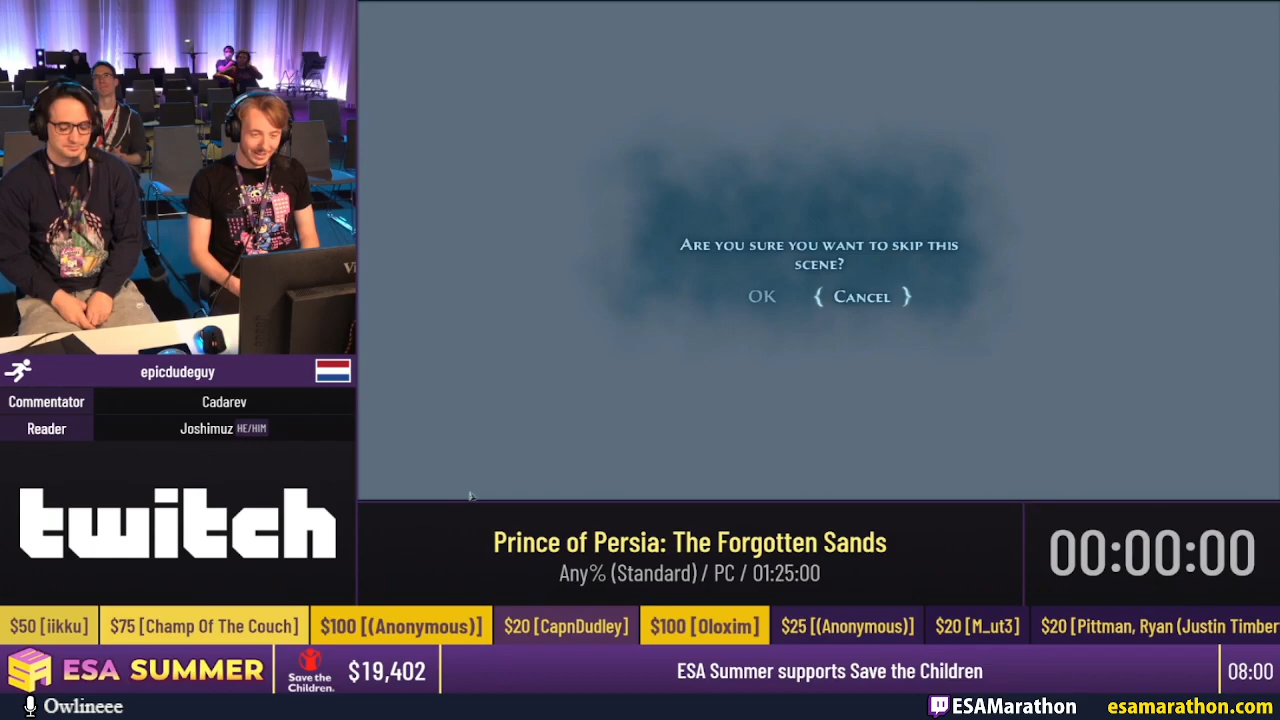 Are you sure you want to skip this
scene?
OK { Cancel }
epicdudeguy
Commentator Cadarev
Reader Joshimuz HE/HIM
twitch
Prince of Persia: The Forgotten Sands
Any% (Standard) / PC / 01:25:00
00:00:00
$50 [iikku] $75 [Champ Of The Couch] $100 [(Anonymous)] $20 [CapnDudley] $100 [Oloxim] $25 [(Anonymous)] $20 [M_ut3] $20 [Pittman, Ryan (Justin Timber
ESA SUMMER Save the Children. $19,402 ESA Summer supports Save the Children 08:00
Owlineee ESAMarathon esamarathon.com